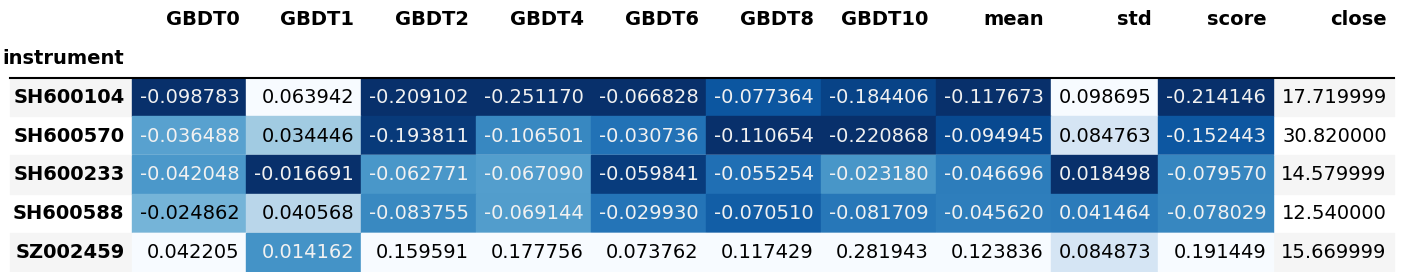 GBDT0 GBDT1 GBDT2 GBDT4 GBDT6 GBDT8 GBDT10 mean std score close
instrument
SH600104 -0.098783 0.063942 -0.209102 -0.251170 -0.066828 -0.077364 -0.184406 -0.117673 0.098695 -0.214146 17.719999
SH600570 -0.036488 0.034446 -0.193811 -0.106501 -0.030736 -0.110654 -0.220868 -0.094945 0.084763 -0.152443 30.820000
SH600233 -0.042048 -0.016691 -0.062771 -0.067090 -0.059841 -0.055254 -0.023180 -0.046696 0.018498 -0.079570 14.579999
SH600588 -0.024862 0.040568 -0.083755 -0.069144 -0.029930 -0.070510 -0.081709 -0.045620 0.041464 -0.078029 12.540000
SZ002459 0.042205 0.014162 0.159591 0.177756 0.073762 0.117429 0.281943 0.123836 0.084873 0.191449 15.669999